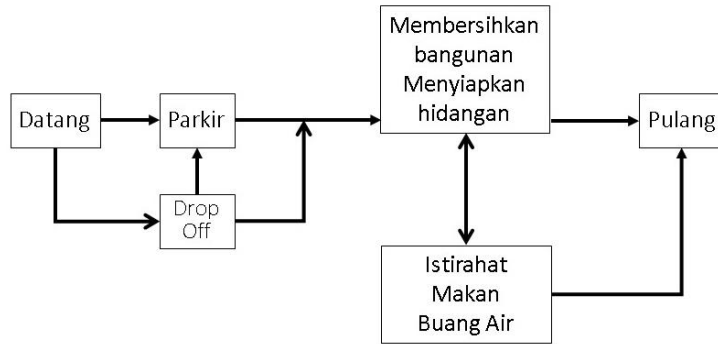 Membersihkan
bangunan
Menyiapkan
hidangan
Datang
Parkir
Pulang
Drop
Off
Istirahat
Makan
Buang Air